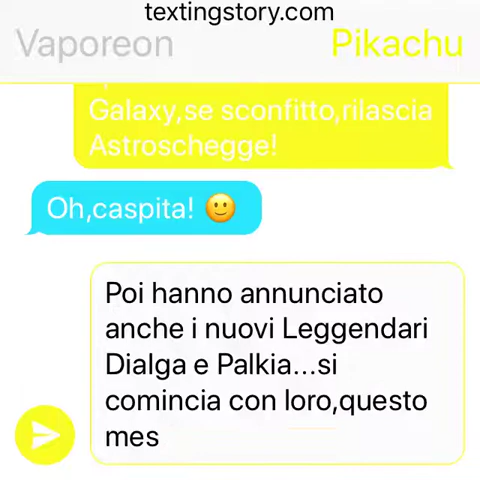 textingstory.com
Vaporeon Pikachu
Galaxy,se sconfitto,rilascia
Astroschegge!
Oh,caspita! 🙂
Poi hanno annunciato
anche i nuovi Leggendari
Dialga e Palkia...si
comincia con loro,questo
mes